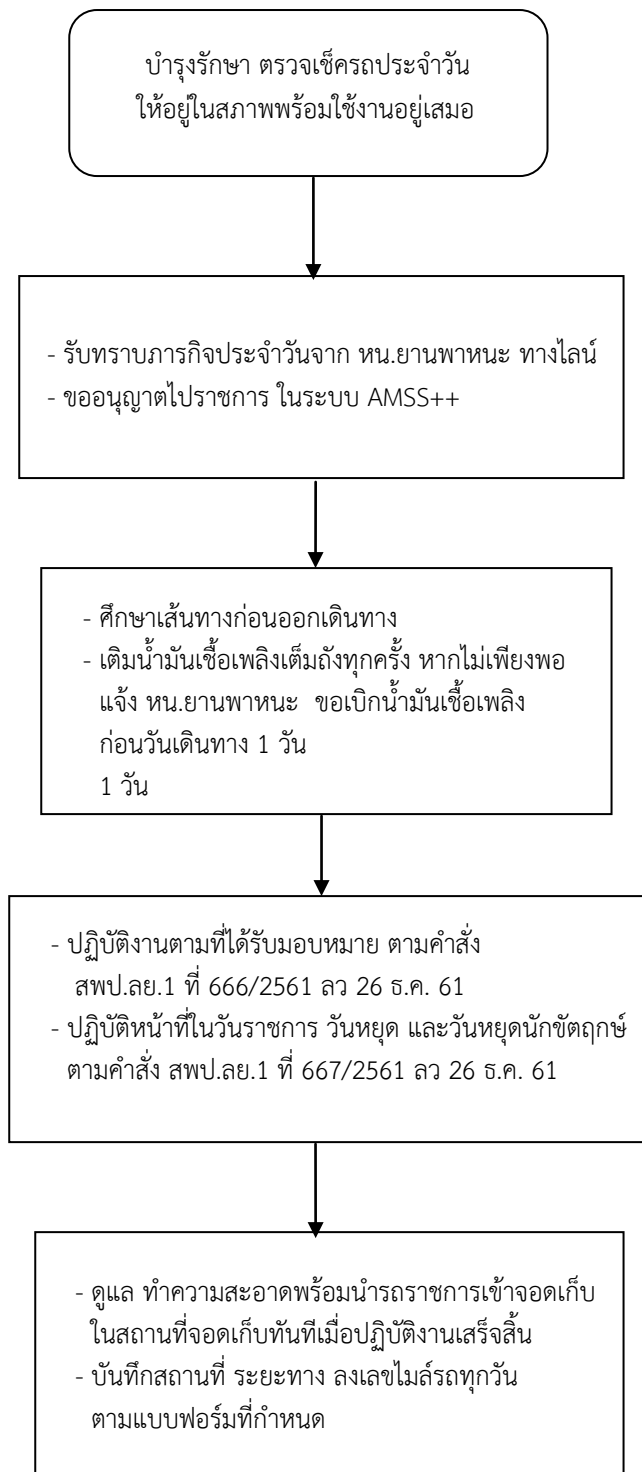 บำรุงรักษา ตรวจเช็ครถประจำวัน
ให้อยู่ในสภาพพร้อมใช้งานอยู่เสมอ
- รับทราบภารกิจประจำวันจาก หน.ยานพาหนะ ทางไลน์
- ขออนุญาตไปราชการ ในระบบ AMSS++
- ศึกษาเส้นทางก่อนออกเดินทาง
- เติมน้ำมันเชื้อเพลิงเต็มถังทุกครั้ง หากไม่เพียงพอ
แจ้ง หน.ยานพาหนะ ขอเบิกน้ำมันเชื้อเพลิง
ก่อนวันเดินทาง 1 วัน
1 วัน
- ปฏิบัติงานตามที่ได้รับมอบหมาย ตามคำสั่ง
สพป.ลย.1 ที่ 666/2561 ลว 26 ธ.ค. 61
- ปฏิบัติหน้าที่ในวันราชการ วันหยุด และวันหยุดนักขัตฤกษ์
ตามคำสั่ง สพป.ลย.1 ที่ 667/2561 ลว 26 ธ.ค. 61
- ดูแล ทำความสะอาดพร้อมนำรถราชการเข้าจอดเก็บ
ในสถานที่จอดเก็บทันทีเมื่อปฏิบัติงานเสร็จสิ้น
- บันทึกสถานที่ ระยะทาง ลงเลขไมล์รถทุกวัน
ตามแบบฟอร์มที่กำหนด